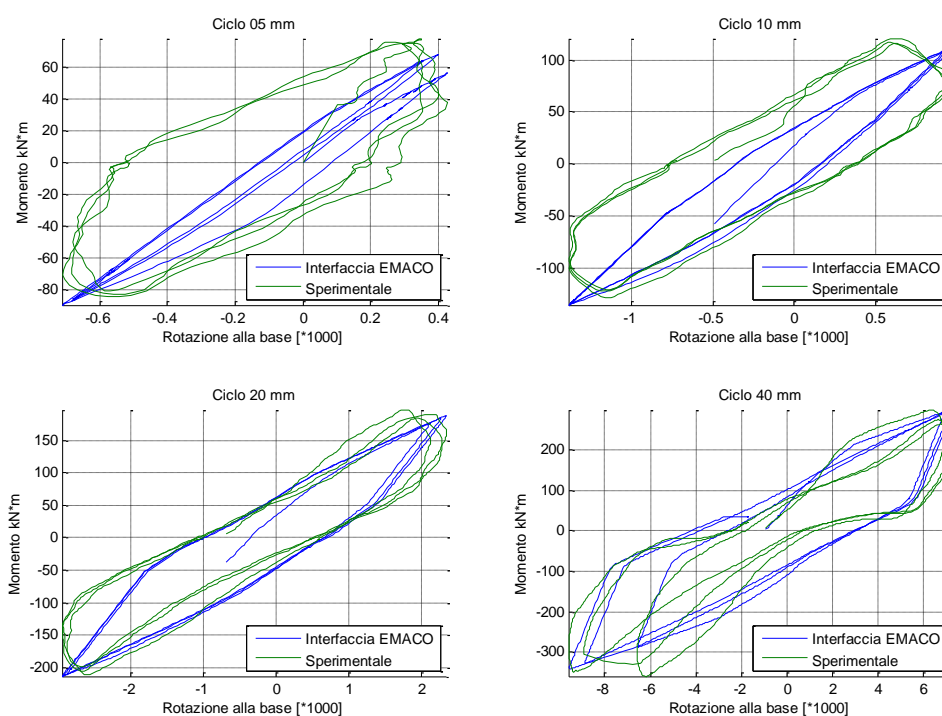 Ciclo 05 mm
Momento kN*m
60
40
20
0
-20
-40
-60
-80
-0.6
-0.4
-0.2
0
0.2
0.4
Rotazione alla base [*1000]
Interfaccia EMACO
Sperimentale
Ciclo 10 mm
Momento kN*m
100
50
0
-50
-100
-1
-0.5
0
0.5
Rotazione alla base [*1000]
Interfaccia EMACO
Sperimentale
Ciclo 20 mm
Momento kN*m
150
100
50
0
-50
-100
-150
-200
-2
-1
0
1
2
Rotazione alla base [*1000]
Interfaccia EMACO
Sperimentale
Ciclo 40 mm
Momento kN*m
200
100
0
-100
-200
-300
-8
-6
-4
-2
0
2
4
6
Rotazione alla base [*1000]
Interfaccia EMACO
Sperimentale